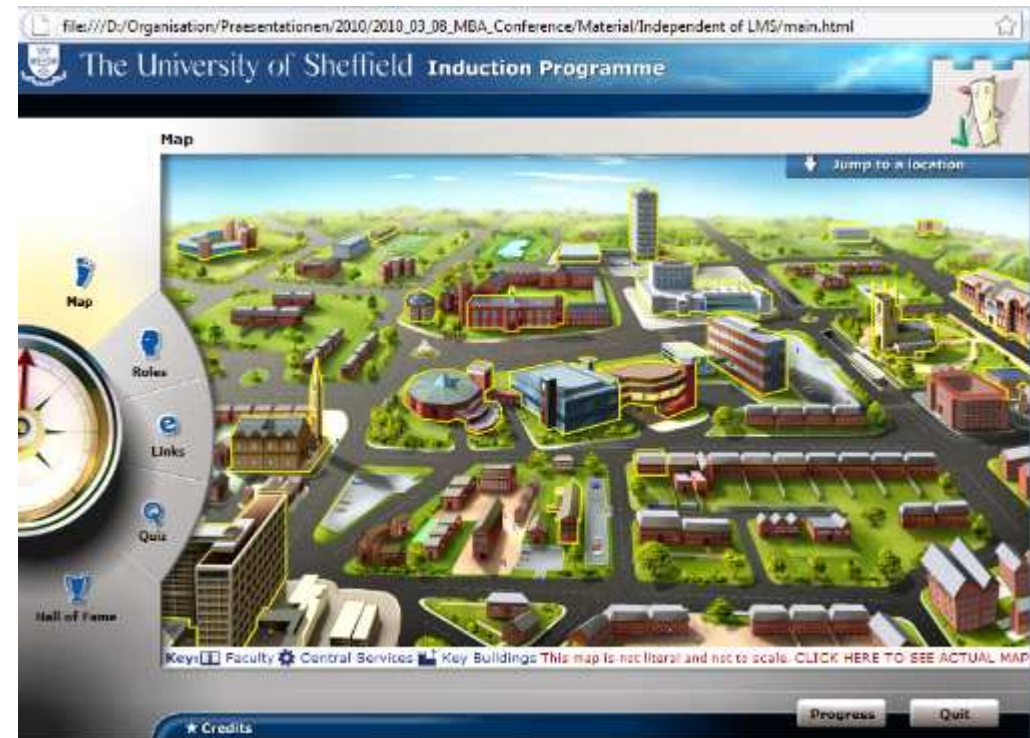 file:///D:/Organisation/Praesentationen/2010/2010_03_08_MBA_Conference/Material/Independent of LMS/main.html
The University of Sheffield Induction Programme
Map
Jump to a location
Map
Roles
Links
Quiz
Hall of Fame
Key: Faculty Central Services Key Buildings This map is not literal and not to scale. CLICK HERE TO SEE ACTUAL MAP
Progress Quit
Credits